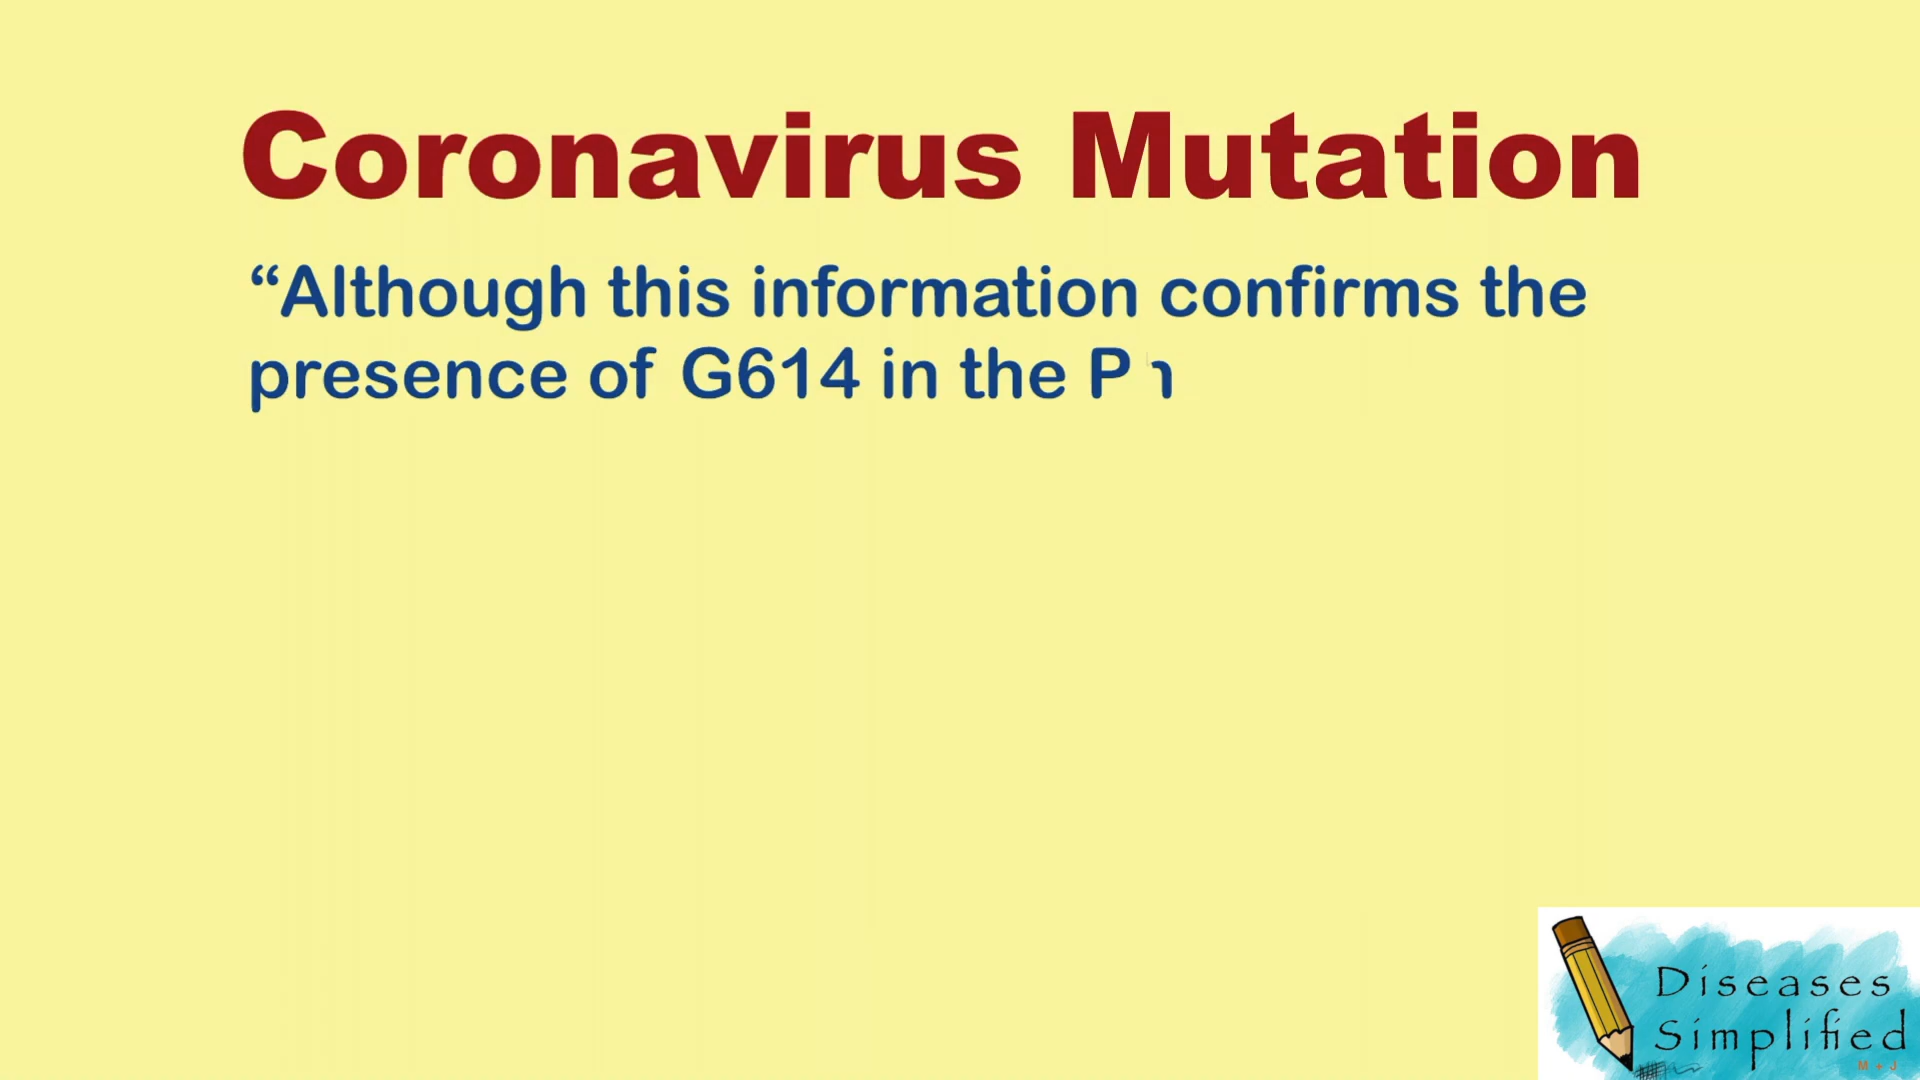 Coronavirus Mutation
“Although this information confirms the
presence of G614 in the P
Diseases
Simplified
M + J